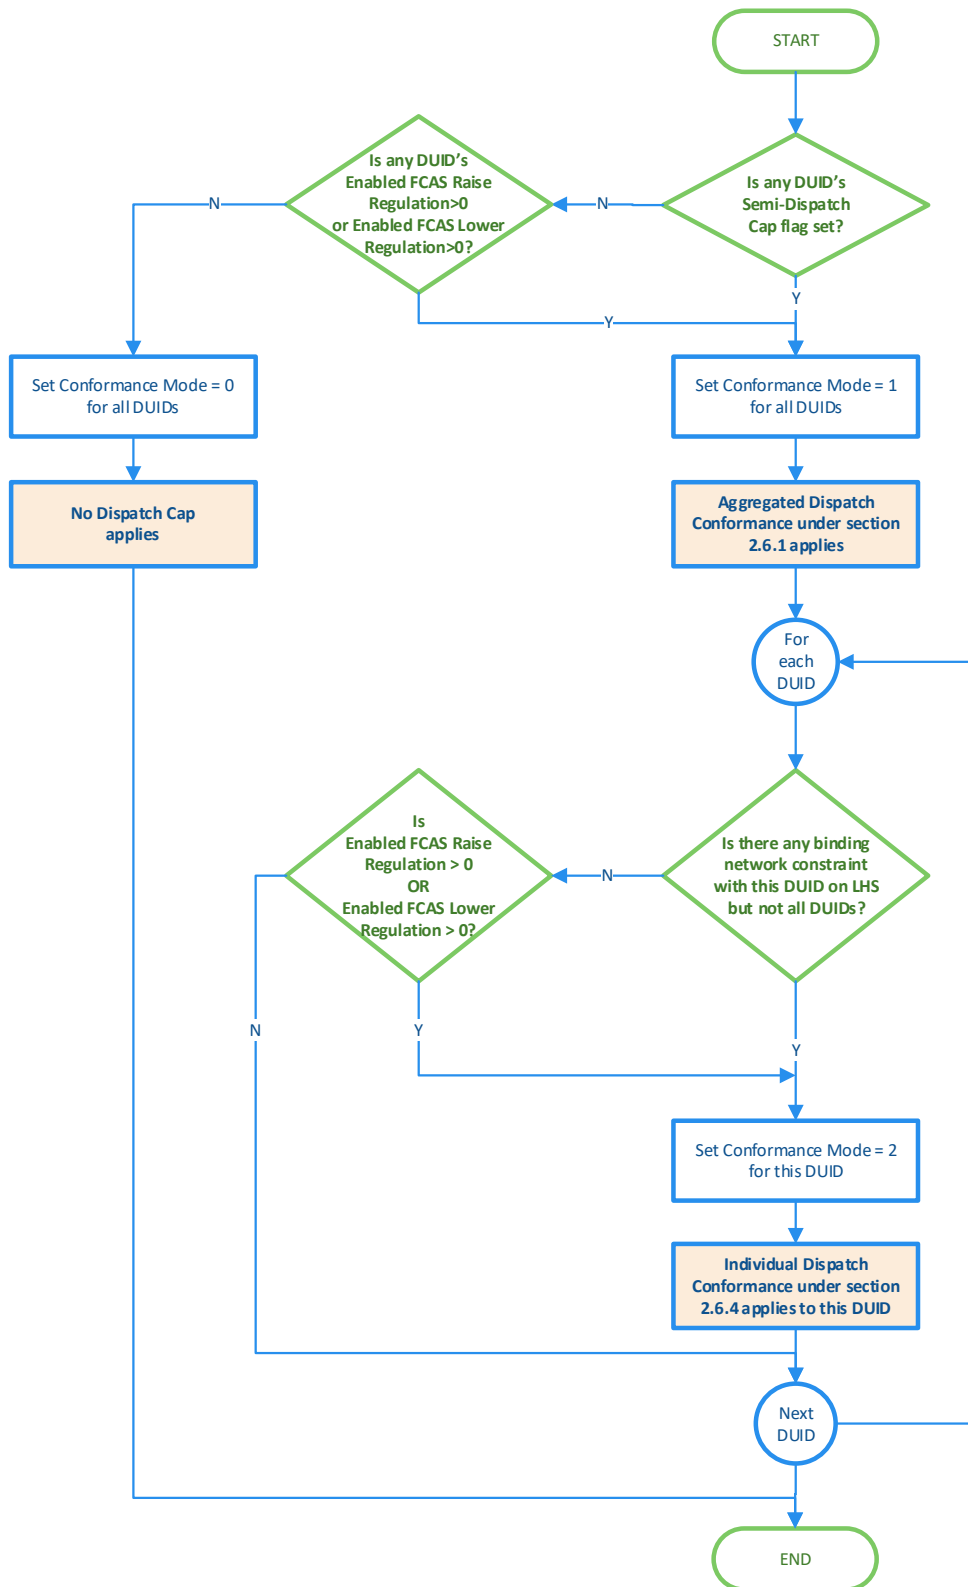 START
Is any DUID's
Semi-Dispatch
Cap flag set?
N
Is any DUID's
Enabled FCAS Raise
Regulation>0
or Enabled FCAS Lower
Regulation>0?
N
Y
Y
Set Conformance Mode = 0
for all DUIDs
Set Conformance Mode = 1
for all DUIDs
No Dispatch Cap
applies
Aggregated Dispatch
Conformance under section
2.6.1 applies
For
each
DUID
Is there any binding
network constraint
with this DUID on LHS
but not all DUIDs?
N
Is
Enabled FCAS Raise
Regulation > 0
OR
Enabled FCAS Lower
Regulation > 0?
N
Y
Y
Set Conformance Mode = 2
for this DUID
Individual Dispatch
Conformance under section
2.6.4 applies to this DUID
Next
DUID
END